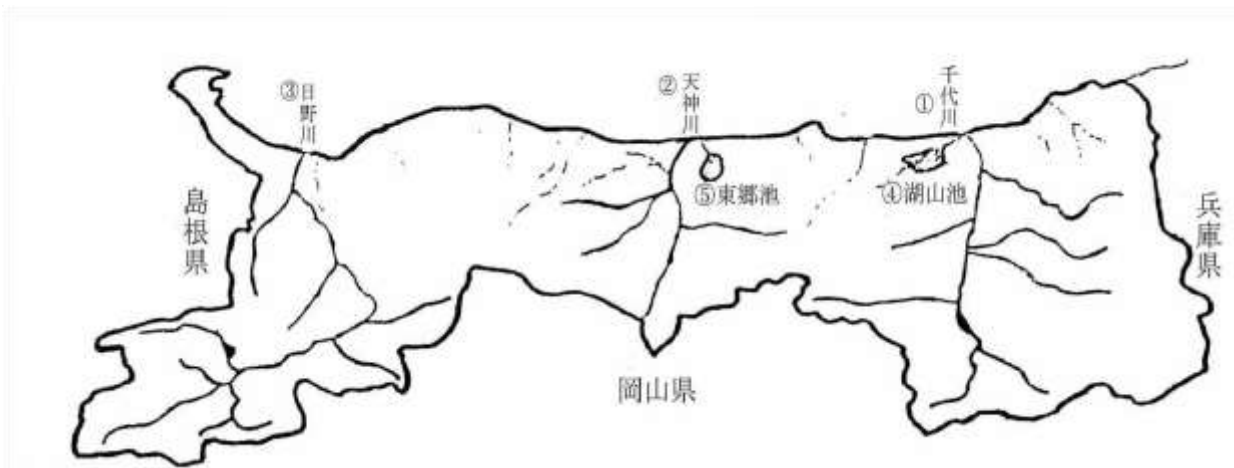 ③日野川
②天神川
①千代川
⑤東郷池
④湖山池
島根県
兵庫県
岡山県